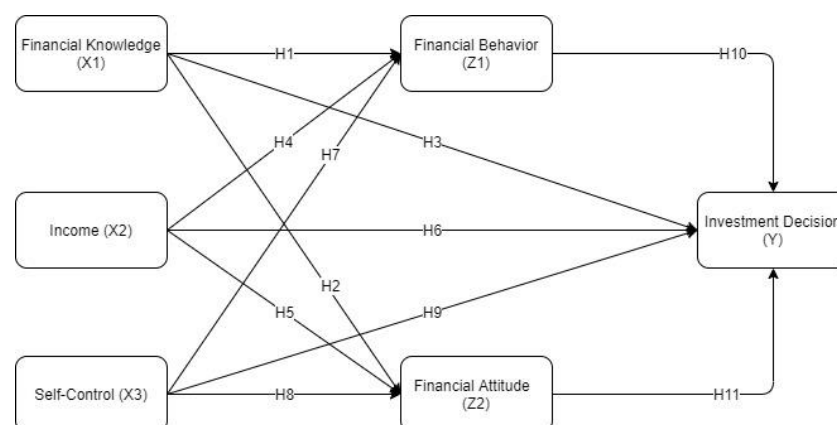 Financial Knowledge
(X1)
H1
Financial Behavior
(Z1)
H10
H4
H7
H3
Income (X2)
H6
Investment Decision
(Y)
H2
H5
H9
Self-Control (X3)
H8
Financial Attitude
(Z2)
H11